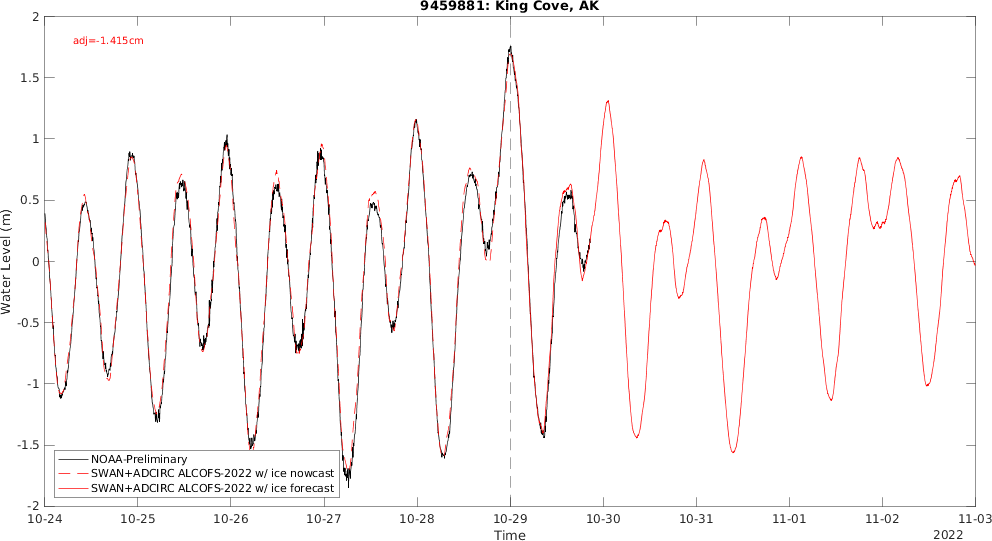 9459881: King Cove, AK
adj=-1.415cm
Water Level (m)
2
1.5
1
0.5
0
-0.5
-1
-1.5
-2
NOAA-Preliminary
SWAN+ADCIRC ALCOFS-2022 w/ ice nowcast
SWAN+ADCIRC ALCOFS-2022 w/ ice forecast
10-24 10-25 10-26 10-27 10-28 10-29 10-30 10-31 11-01 11-02 11-03
Time
2022